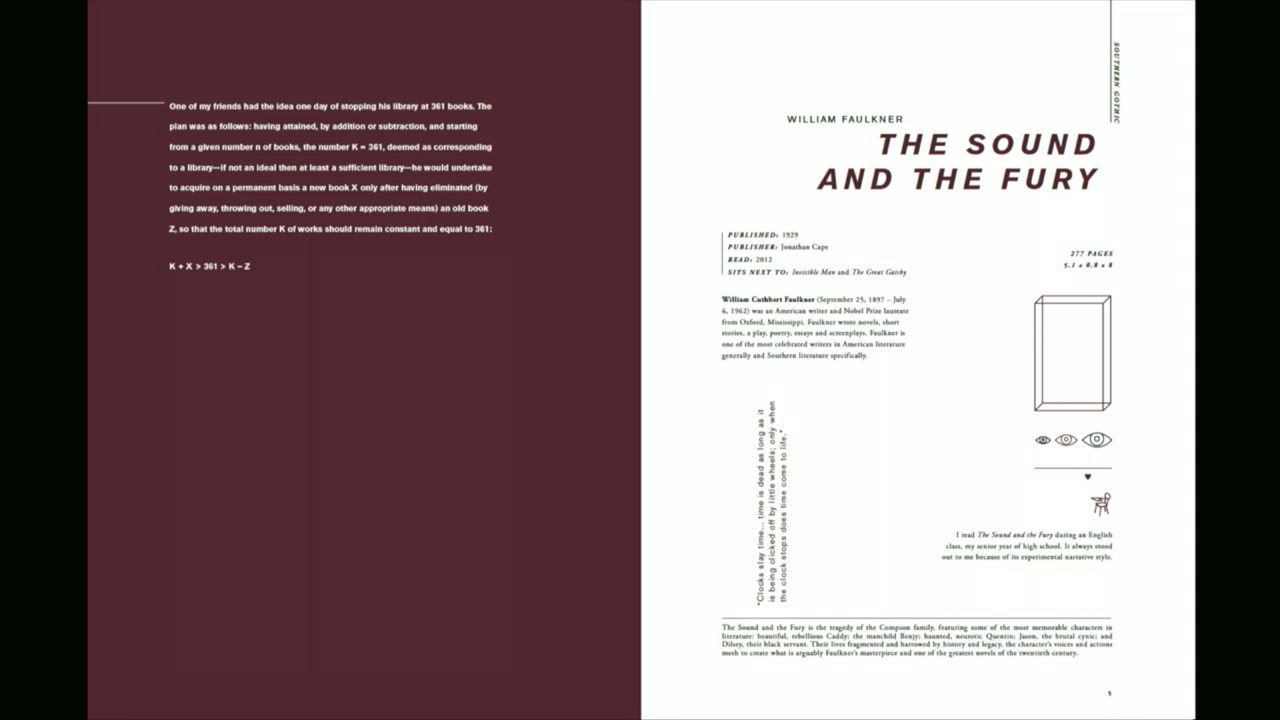 One of my friends had the idea one day of stopping his library at 361 books. The
plan was as follows: having attained, by addition or subtraction, and starting
from a given number n of books, the number K = 361, deemed as corresponding
to a library—if not an ideal then at least a sufficient library—he would undertake
to acquire on a permanent basis a new book X only after having eliminated (by
giving away, throwing out, selling, or any other appropriate means) an old book
Z, so that the total number K of works should remain constant and equal to 361:
K + X > 361 > K – Z
SOUTHERN GOTHIC
WILLIAM FAULKNER
THE SOUND
AND THE FURY
PUBLISHED: 1929
PUBLISHER: Jonathan Cape
READ: 2012
SITS NEXT TO: Invisible Man and The Great Gatsby
277 PAGES
5.1 x 0.8 x 8
William Cuthbert Faulkner (September 25, 1897 – July
6, 1962) was an American writer and Nobel Prize laureate
from Oxford, Mississippi. Faulkner wrote novels, short
stories, a play, poetry, essays and screenplays. Faulkner is
one of the most celebrated writers in American literature
generally and Southern literature specifically.
"Clocks slay time... time is dead as long as it
is being clicked off by little wheels; only when
the clock stops does time come to life."
I read The Sound and the Fury during an English
class, my senior year of high school. It always stood
out to me because of its experimental narrative style.
The Sound and the Fury is the tragedy of the Compson family, featuring some of the most memorable characters in
literature: beautiful, rebellious Caddy; the manchild Benjy; haunted, neurotic Quentin; Jason, the brutal cynic; and
Dilsey, their black servant. Their lives fragmented and harrowed by history and legacy, the character's voices and actions
mesh to create what is arguably Faulkner's masterpiece and one of the greatest novels of the twentieth century.
5